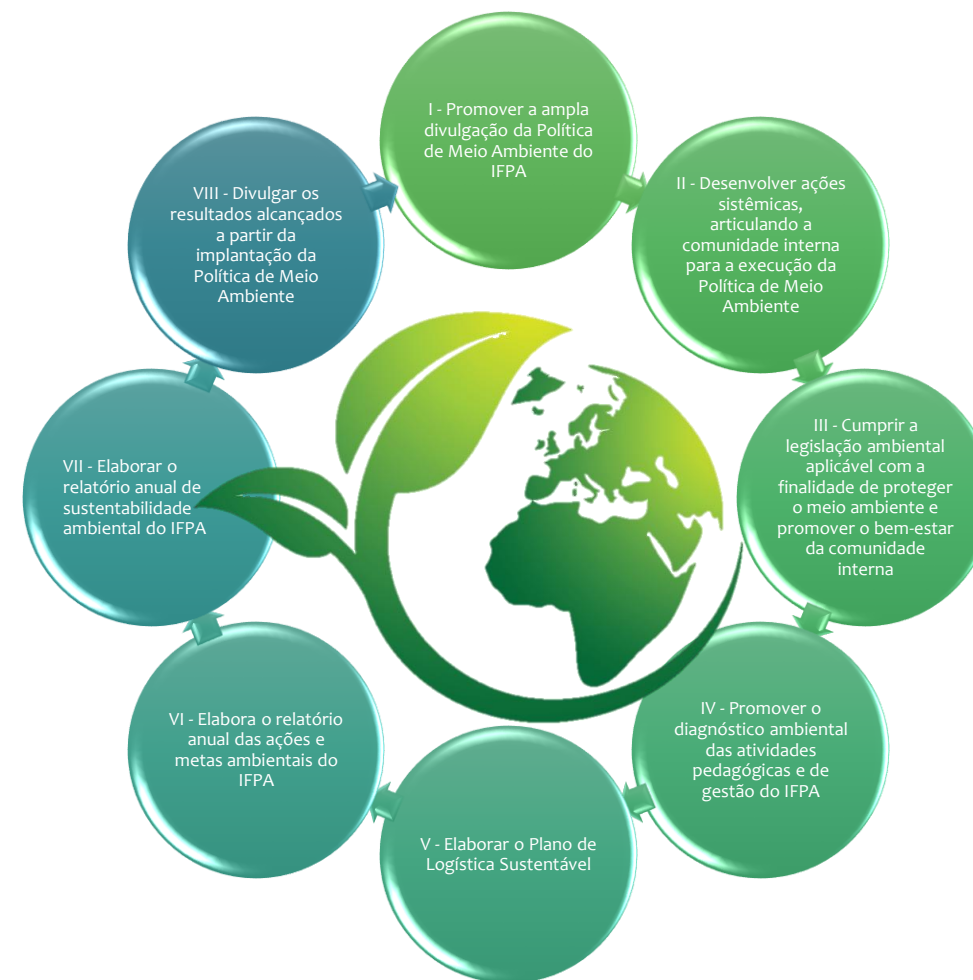 I - Promover a ampla
divulgação da Política
de Meio Ambiente do
IFPA
II - Desenvolver ações
sistêmicas,
articulando a
comunidade interna
para a execução da
Política de Meio
Ambiente
III - Cumprir a
legislação ambiental
aplicável com a
finalidade de proteger
o meio ambiente e
promover o bem-estar
da comunidade
interna
IV - Promover o
diagnóstico ambiental
das atividades
pedagógicas e de
gestão do IFPA
V - Elaborar o Plano de
Logística Sustentável
VI - Elabora o relatório
anual das ações e
metas ambientais do
IFPA
VII - Elaborar o
relatório anual de
sustentabilidade
ambiental do IFPA
VIII - Divulgar os
resultados alcançados
a partir da
implantação da
Política de Meio
Ambiente